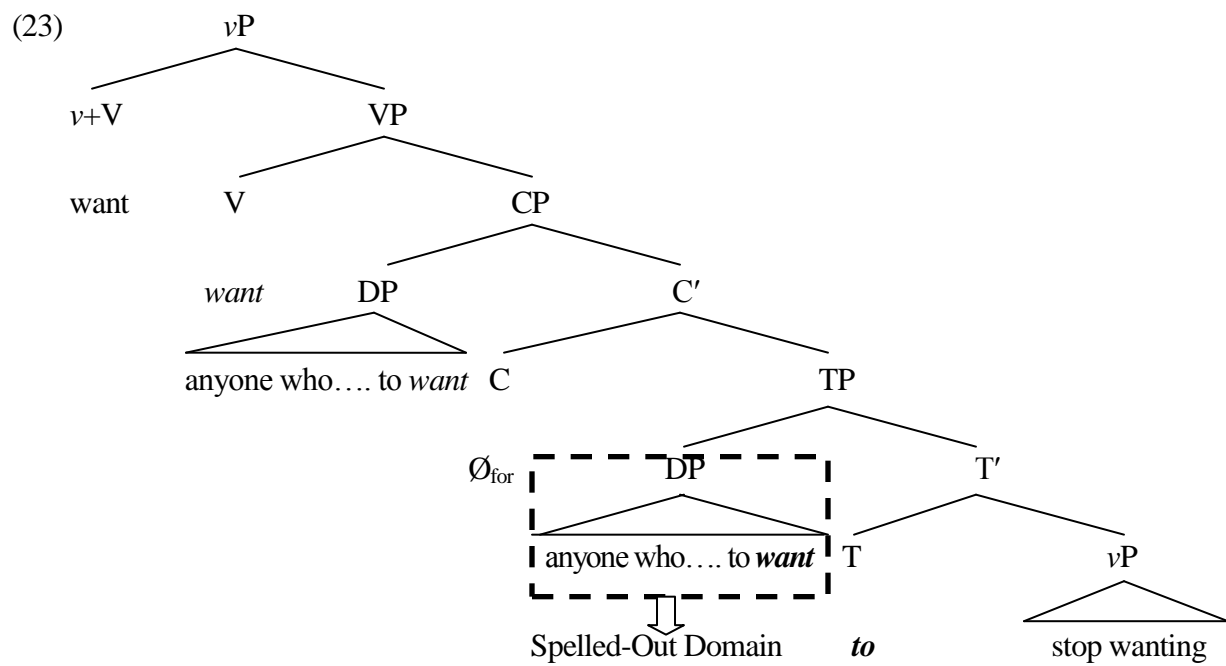 (23) vP
v+V VP
want V CP
want DP C′
anyone who…. to want C TP
Øfor DP T′
anyone who…. to want T vP
Spelled-Out Domain to stop wanting